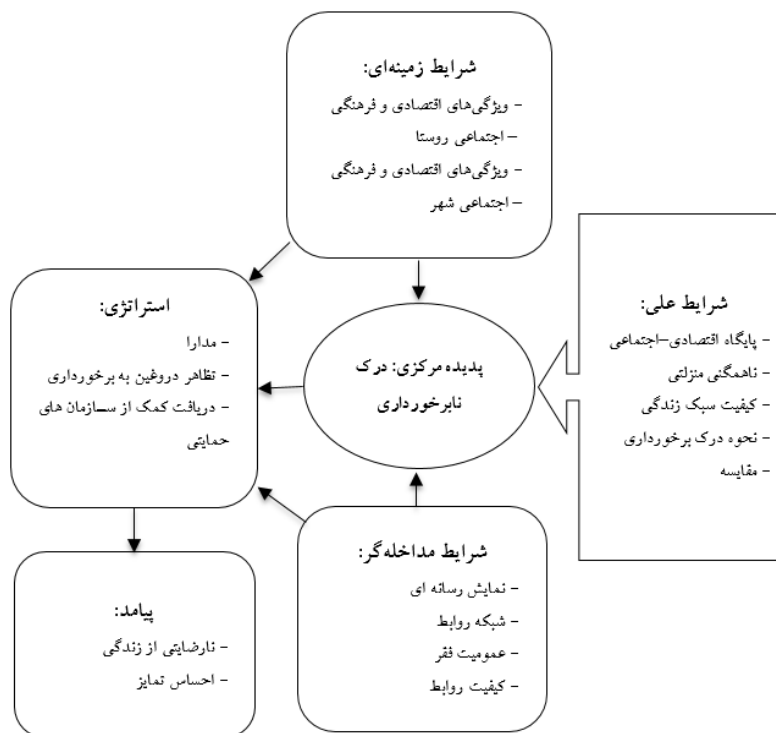 شرایط زمینه‌ای:
- ویژگی‌های اقتصادی و فرهنگی
- اجتماعی روستا
- ویژگی‌های اقتصادی و فرهنگی
اجتماعی شهر -
شرایط علی:
- پایگاه اقتصادی-اجتماعی
- ناهمگنی منزلتی
- کیفیت سبک زندگی
- نحوه درک برخورداری
- مقایسه
پدیده مرکزی: درک
نابرخورداری
استراتژی:
- مدارا
- تظاهر دروغین به برخورداری
- دریافت کمک از سازمان های
حمایتی
شرایط مداخله‌گر:
- نمایش رسانه ای
- شبکه روابط
- عمومیت فقر
- کیفیت روابط
پیامد:
- نارضایتی از زندگی
- احساس تمایز